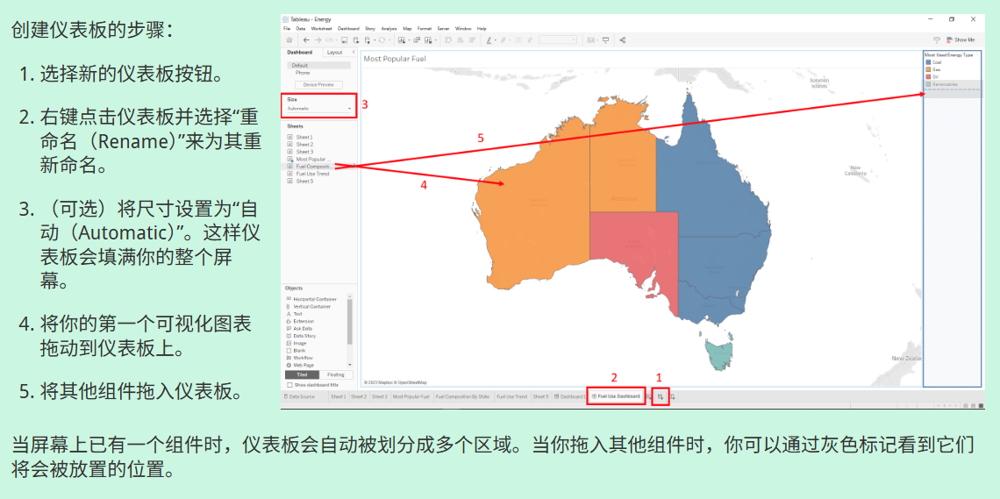 创建仪表板的步骤：
1. 选择新的仪表板按钮。
2. 右键点击仪表板并选择“重
命名（Rename）”来为其重
新命名。
3. （可选）将尺寸设置为“自
动（Automatic）”。这样仪
表板会填满你的整个屏
幕。
4. 将你的第一个可视化图表
拖动到仪表板上。
5. 将其他组件拖入仪表板。
Tableau - Energy
File Data Worksheet Dashboard Story Analysis Map Format Server Window Help
Show Me
Dashboard Layout
Default
Phone
Device Preview
Size
Automatic
3
Sheets
Sheet 1
Sheet 2
Sheet 3
Most Popular ...
Fuel Compositi...
Fuel Use Trend
Sheet 5
Objects
Horizontal Container
Vertical Container
Text
Extension
Ask Data
Data Story
Image
Blank
Workflow
Web Page
Tiled Floating
Show dashboard title
Most Popular Fuel
Solomon
Islands
New
Caledonia
Australia
New Zealand
5
4
Most Used Energy Type
Coal
Gas
Oil
Renewables
© 2023 Mapbox © OpenStreetMap
2
1
Data Source Sheet 1 Sheet 2 Sheet 3 Most Popular Fuel Fuel Composition By State Fuel Use Trend Sheet 5 Dashboard 1 Fuel Use Dashboard
当屏幕上已有一个组件时，仪表板会自动被划分成多个区域。当你拖入其他组件时，你可以通过灰色标记看到它们
将会被放置的位置。